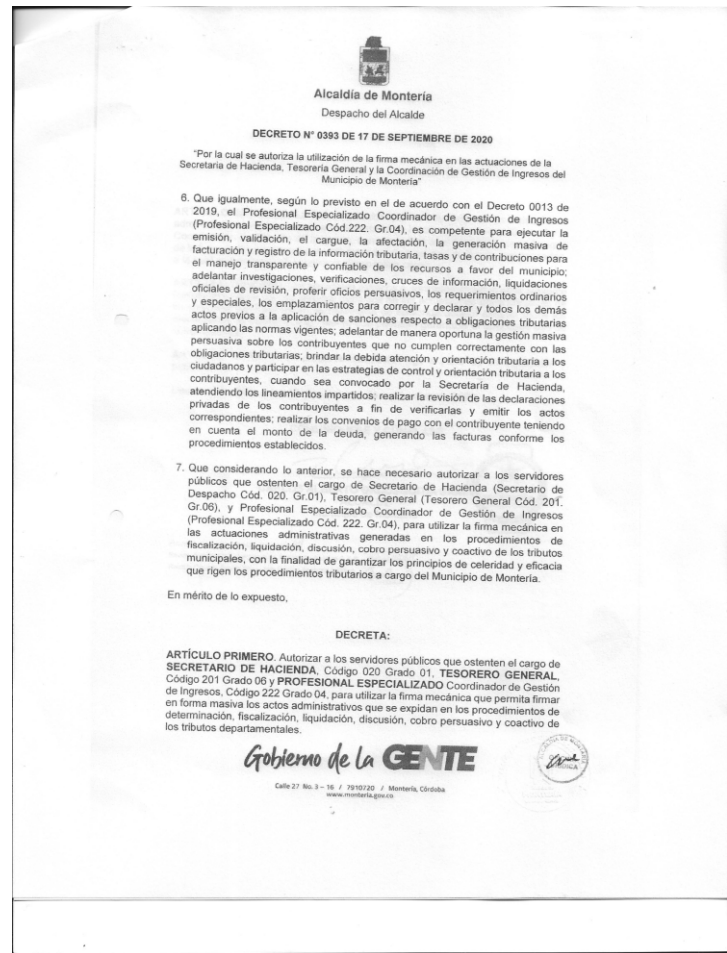 Alcaldía de Montería
Despacho del Alcalde
DECRETO N° 0393 DE 17 DE SEPTIEMBRE DE 2020
"Por la cual se autoriza la utilización de la firma mecánica en las actuaciones de la
Secretaria de Hacienda, Tesorería General y la Coordinación de Gestión de Ingresos del
Municipio de Montería"
6. Que igualmente, según lo previsto en el de acuerdo con el Decreto 0013 de
2019, el Profesional Especializado Coordinador de Gestión de Ingresos
(Profesional Especializado Cód.222. Gr.04), es competente para ejecutar la
emisión, validación, el cargue, la afectación, la generación masiva de
facturación y registro de la información tributaria, tasas y de contribuciones para
el manejo transparente y confiable de los recursos a favor del municipio;
adelantar investigaciones, verificaciones, cruces de información, liquidaciones
oficiales de revisión, proferir oficios persuasivos, los requerimientos ordinarios
y especiales, los emplazamientos para corregir y declarar y todos los demás
actos previos a la aplicación de sanciones respecto a obligaciones tributarias
aplicando las normas vigentes; adelantar de manera oportuna la gestión masiva
persuasiva sobre los contribuyentes que no cumplen correctamente con las
obligaciones tributarias; brindar la debida atención y orientación tributaria a los
ciudadanos y participar en las estrategias de control y orientación tributaria a los
contribuyentes, cuando sea convocado por la Secretaria de Hacienda,
atendiendo los lineamientos impartidos; realizar la revisión de las declaraciones
privadas de los contribuyentes a fin de verificarlas y emitir los actos
correspondientes; realizar los convenios de pago con el contribuyente teniendo
en cuenta el monto de la deuda, generando las facturas conforme los
procedimientos establecidos.
7. Que considerando lo anterior, se hace necesario autorizar a los servidores
públicos que ostenten el cargo de Secretario de Hacienda (Secretario de
Despacho Cód. 020. Gr.01), Tesorero General (Tesorero General Cód. 201.
Gr.06), y Profesional Especializado Coordinador de Gestión de Ingresos
(Profesional Especializado Cód. 222. Gr.04), para utilizar la firma mecánica en
las actuaciones administrativas generadas en los procedimientos de
fiscalización, liquidación, discusión, cobro persuasivo y coactivo de los tributos
municipales, con la finalidad de garantizar los principios de celeridad y eficacia
que rigen los procedimientos tributarios a cargo del Municipio de Montería.
En mérito de lo expuesto,
DECRETA:
ARTÍCULO PRIMERO. Autorizar a los servidores públicos que ostenten el cargo de
SECRETARIO DE HACIENDA, Código 020 Grado 01, TESORERO GENERAL,
Código 201 Grado 06 y PROFESIONAL ESPECIALIZADO Coordinador de Gestión
de Ingresos, Código 222 Grado 04, para utilizar la firma mecánica que permita firmar
en forma masiva los actos administrativos que se expidan en los procedimientos de
determinación, fiscalización, liquidación, discusión, cobro persuasivo y coactivo de
los tributos departamentales.
Gobierno de la GENTE
Calle 27 No. 3 – 16 / 7910720 / Montería, Córdoba
www.monteria.gov.co